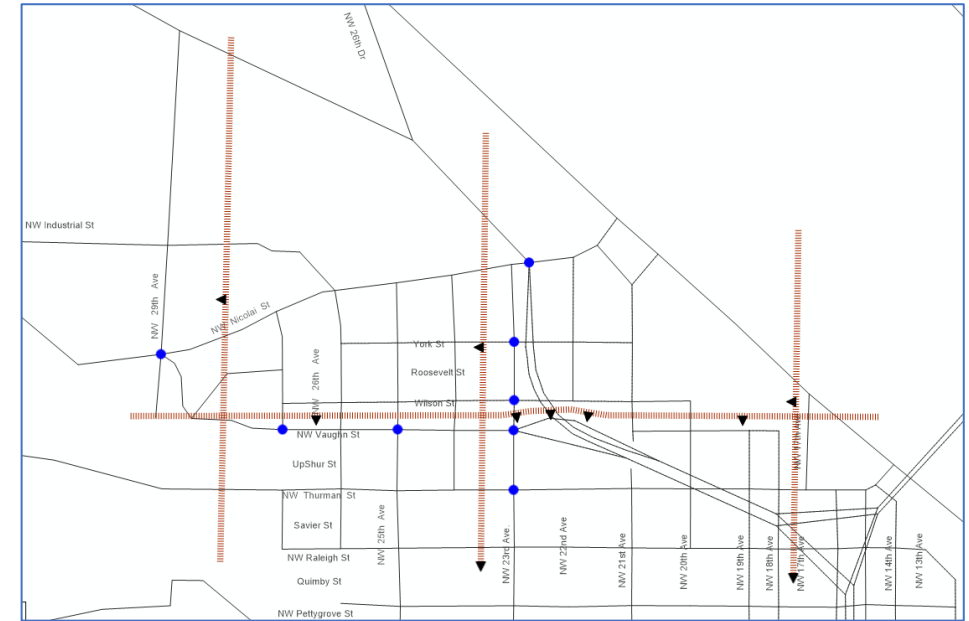 NW 26th Dr
NW Industrial St
NW 29th Ave
NW Nicolai St
York St
NW 26th Ave
Roosevelt St
Wilson St
NW Vaughn St
UpShur St
NW Thurman St
Savier St
NW 25th Ave
NW 23rd Ave.
NW 22nd Ave
NW 21st Ave
NW 20th Ave
NW 19th Ave
NW 18th Ave
NW 17th Ave
NW 14th Ave
NW 13th Ave
NW Raleigh St
Quimby St
NW Pettygrove St